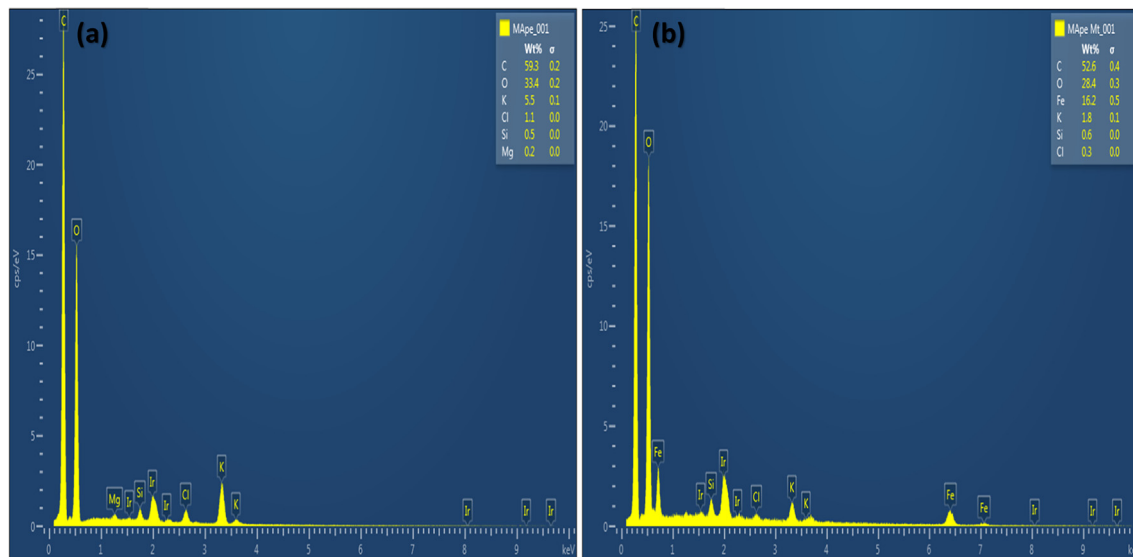 (a)
MApe_001
Wt% σ
C 59.3 0.2
O 33.4 0.2
K 5.5 0.1
Cl 1.1 0.0
Si 0.5 0.0
Mg 0.2 0.0
C
O
Mg
Ir
Si
Ir
Ir
Cl
K
K
Ir
Ir
Ir
cps/eV
25
20
15
10
5
0
0 1 2 3 4 5 6 7 8 9 keV
(b)
MApe Mt_001
Wt% σ
C 52.6 0.4
O 28.4 0.3
Fe 16.2 0.5
K 1.8 0.1
Si 0.6 0.0
Cl 0.3 0.0
C
O
Fe
Ir
Si
Ir
Ir
Cl
K
K
Fe
Fe
Ir
Ir
Ir
cps/eV
25
20
15
10
5
0
0 1 2 3 4 5 6 7 8 9 ke